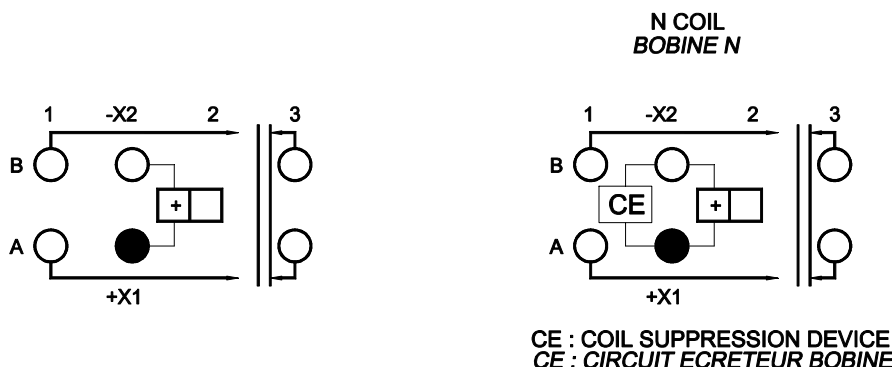 N COIL
BOBINE N
1 -X2 2 3
B
+
A
+X1
1 -X2 2 3
B
CE
+
A
+X1
CE : COIL SUPPRESSION DEVICE
CE : CIRCUIT ECRETEUR BOBINE